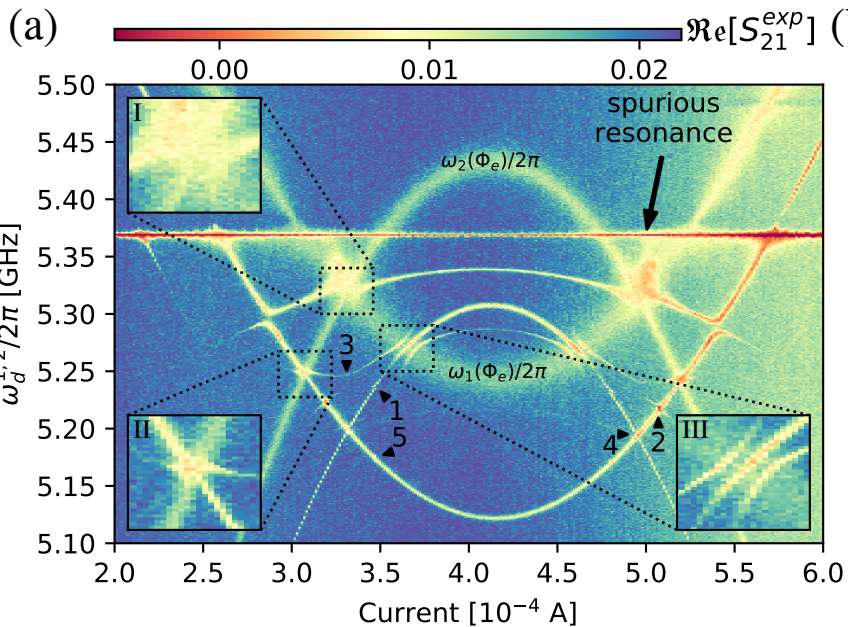 (a)
ℜe[S_{21}^{exp}]
(
0.00 0.01 0.02
5.50
5.45
5.40
5.35
5.30
5.25
5.20
5.15
5.10
[GHz]
I
spurious
resonance
ω₂(Φₑ)/2π
3
ω₁(Φₑ)/2π
1
5
4
2
II
III
2.0 2.5 3.0 3.5 4.0 4.5 5.0 5.5 6.0
Current [10⁻⁴ A]